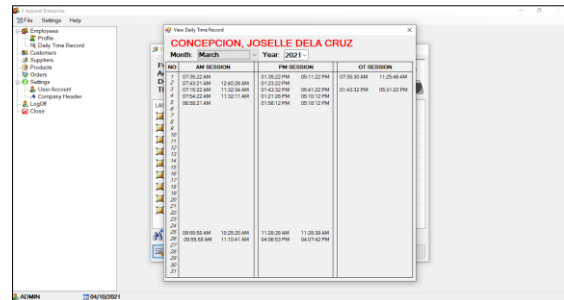 X Apparel Enterprise
File Settings Help
Employees
Profile
Daily Time Record
Customers
Suppliers
Products
Orders
Settings
User Account
Company Header
LogOff
Close
View Daily Time Record
CONCEPCION, JOSELLE DELA CRUZ
Month: March Year: 2021
NO AM SESSION PM SESSION OT SESSION
1 07:35:22 AM 01:35:22 PM 05:11:22 PM 07:35:30 AM 11:25:46 AM
2 07:43:21 AM 12:40:26 AM 01:23:22 PM
3 07:19:22 AM 11:32:34 AM 01:43:32 PM 05:41:22 PM 01:43:32 PM 05:31:22 PM
4 07:54:22 AM 11:32:11 AM 01:21:28 PM 05:10:12 PM
5 06:58:21 AM 01:58:12 PM 05:18:12 PM
6
7
8
9
10
11
12
13
14
15
16
17
18
19
20
21
22
23
24
25 09:55:58 AM 10:25:20 AM 11:28:26 AM 11:28:39 AM
26 09:55:58 AM 11:10:41 AM 04:06:53 PM 04:07:42 PM
27
28
29
30
31
ADMIN 04/10/2021